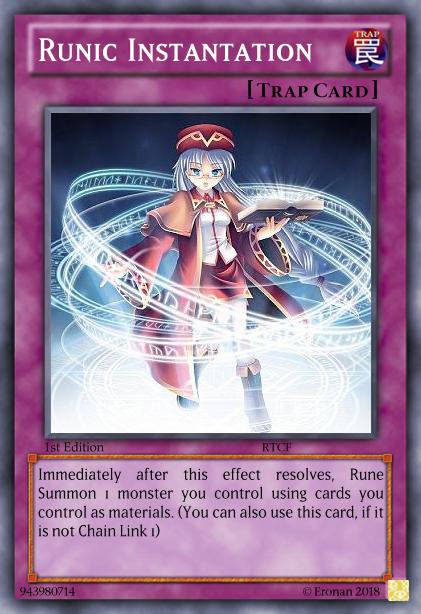 Runic Instantation
TRAP
罠
[Trap Card]
1st Edition
RTCF
Immediately after this effect resolves, Rune
Summon 1 monster you control using cards you
control as materials. (You can also use this card, if it
is not Chain Link 1)
943980714
© Eronan 2018